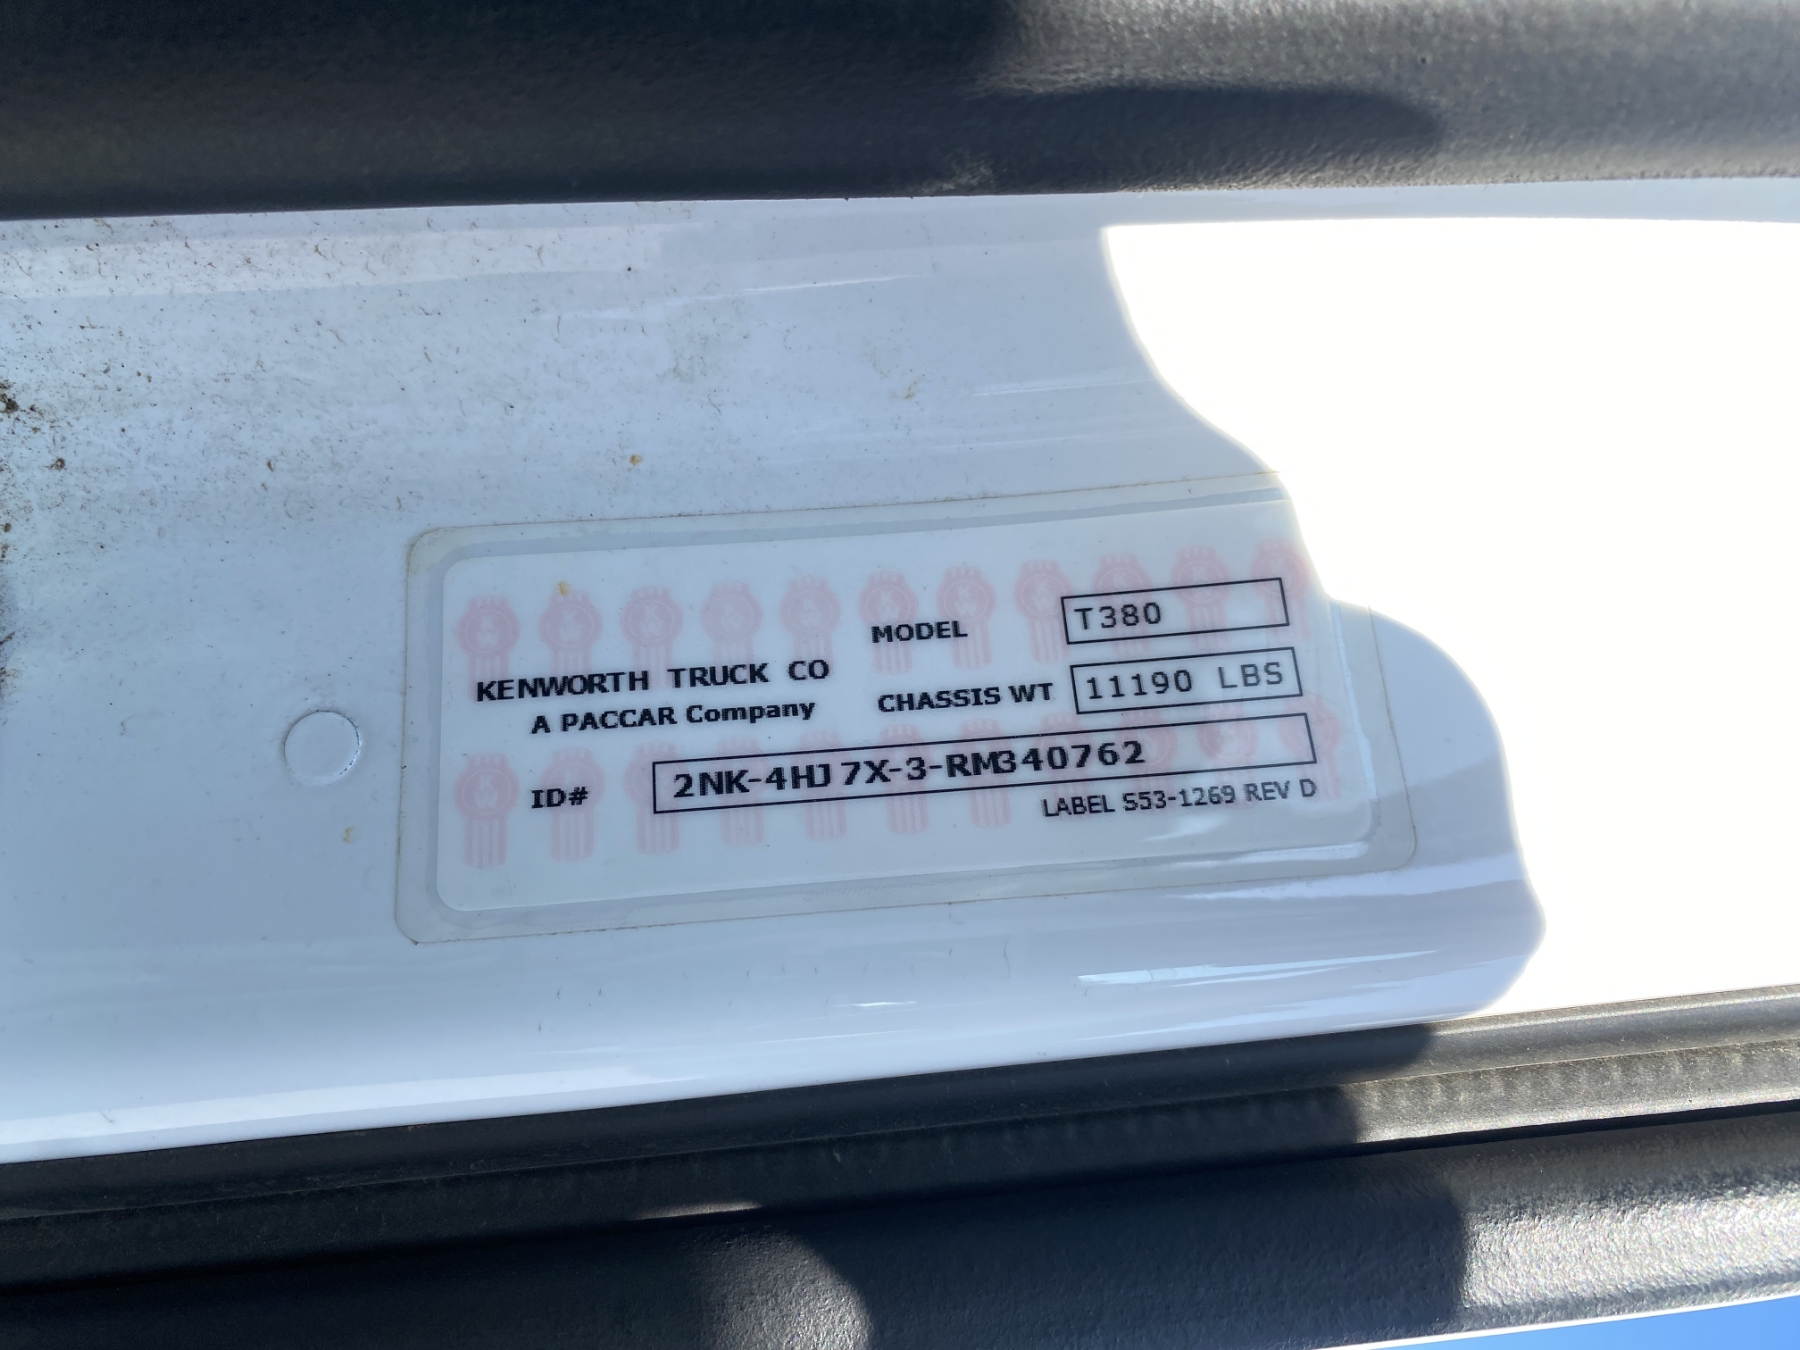 MODEL T380
KENWORTH TRUCK CO
A PACCAR Company
CHASSIS WT 11190 LBS
ID# 2NK-4HJ7X-3-RM340762
LABEL S53-1269 REV D